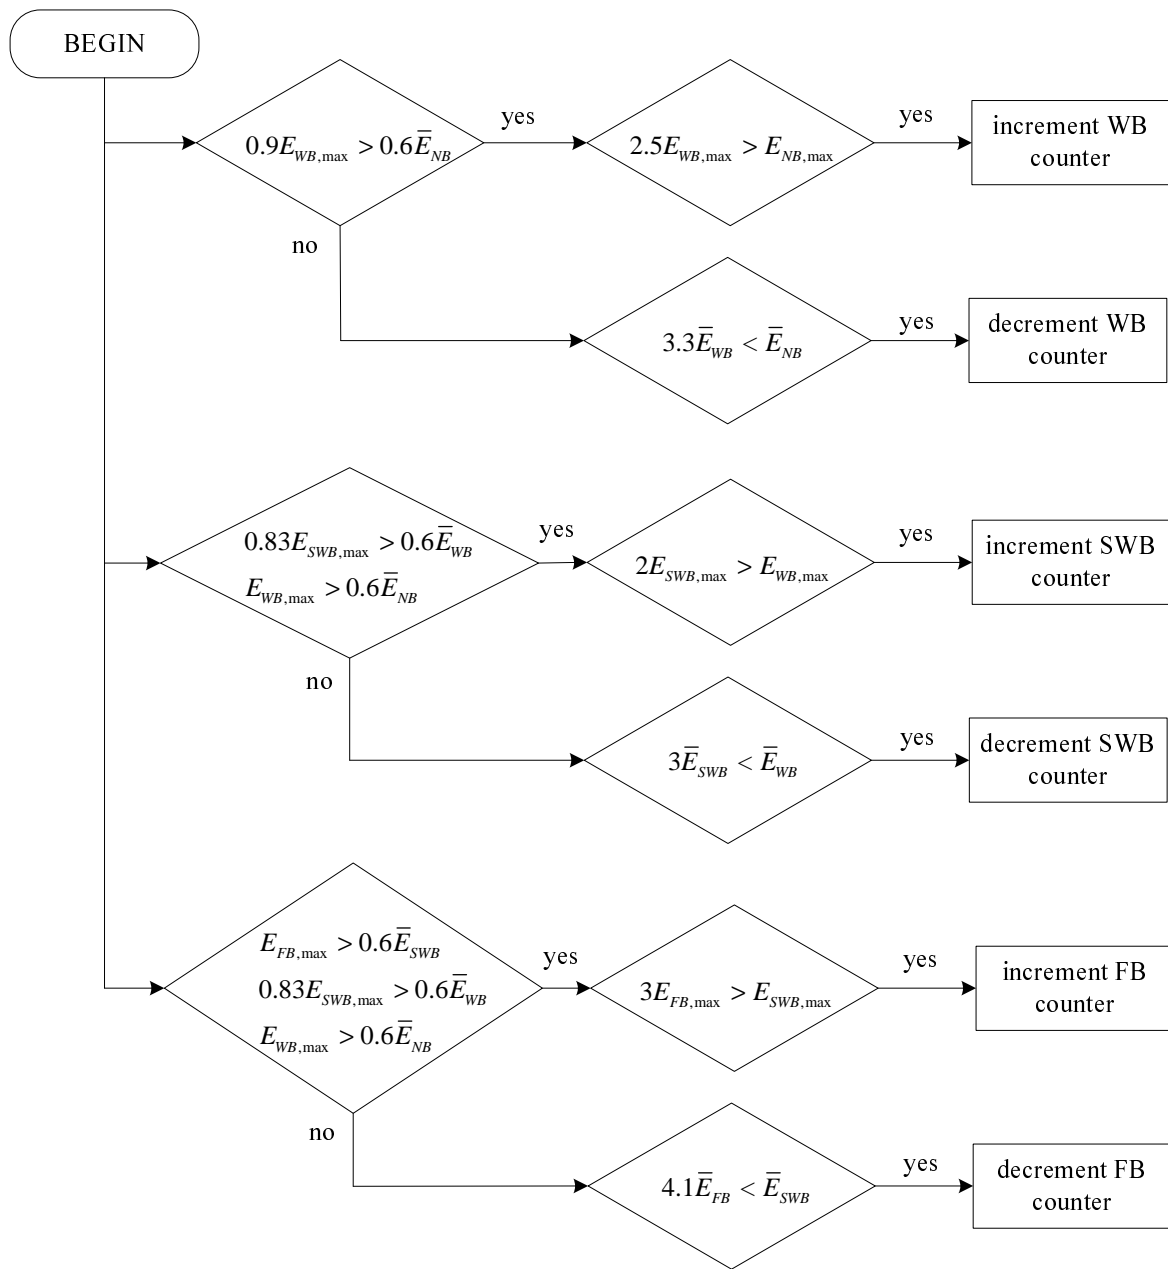 BEGIN
0.9E_{WB,max} > 0.6Ē_{NB}
yes
2.5E_{WB,max} > E_{NB,max}
yes
increment WB
counter
no
3.3Ē_{WB} < Ē_{NB}
yes
decrement WB
counter
0.83E_{SWB,max} > 0.6Ē_{WB}
E_{WB,max} > 0.6Ē_{NB}
yes
2E_{SWB,max} > E_{WB,max}
yes
increment SWB
counter
no
3Ē_{SWB} < Ē_{WB}
yes
decrement SWB
counter
E_{FB,max} > 0.6Ē_{SWB}
0.83E_{SWB,max} > 0.6Ē_{WB}
E_{WB,max} > 0.6Ē_{NB}
yes
3E_{FB,max} > E_{SWB,max}
yes
increment FB
counter
no
4.1Ē_{FB} < Ē_{SWB}
yes
decrement FB
counter